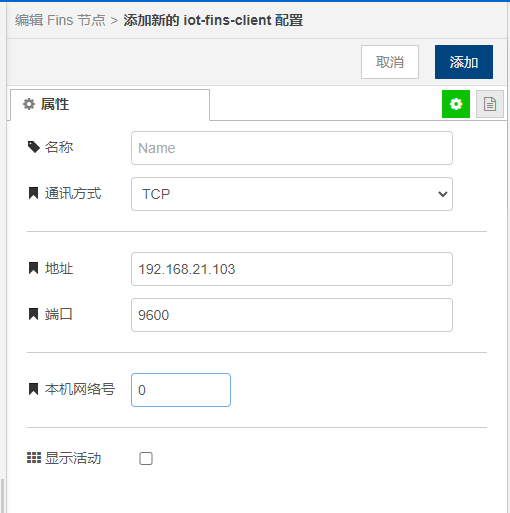 编辑 Fins 节点 > 添加新的 iot-fins-client 配置
取消 添加
属性
名称 Name
通讯方式 TCP
地址 192.168.21.103
端口 9600
本机网络号 0
显示活动